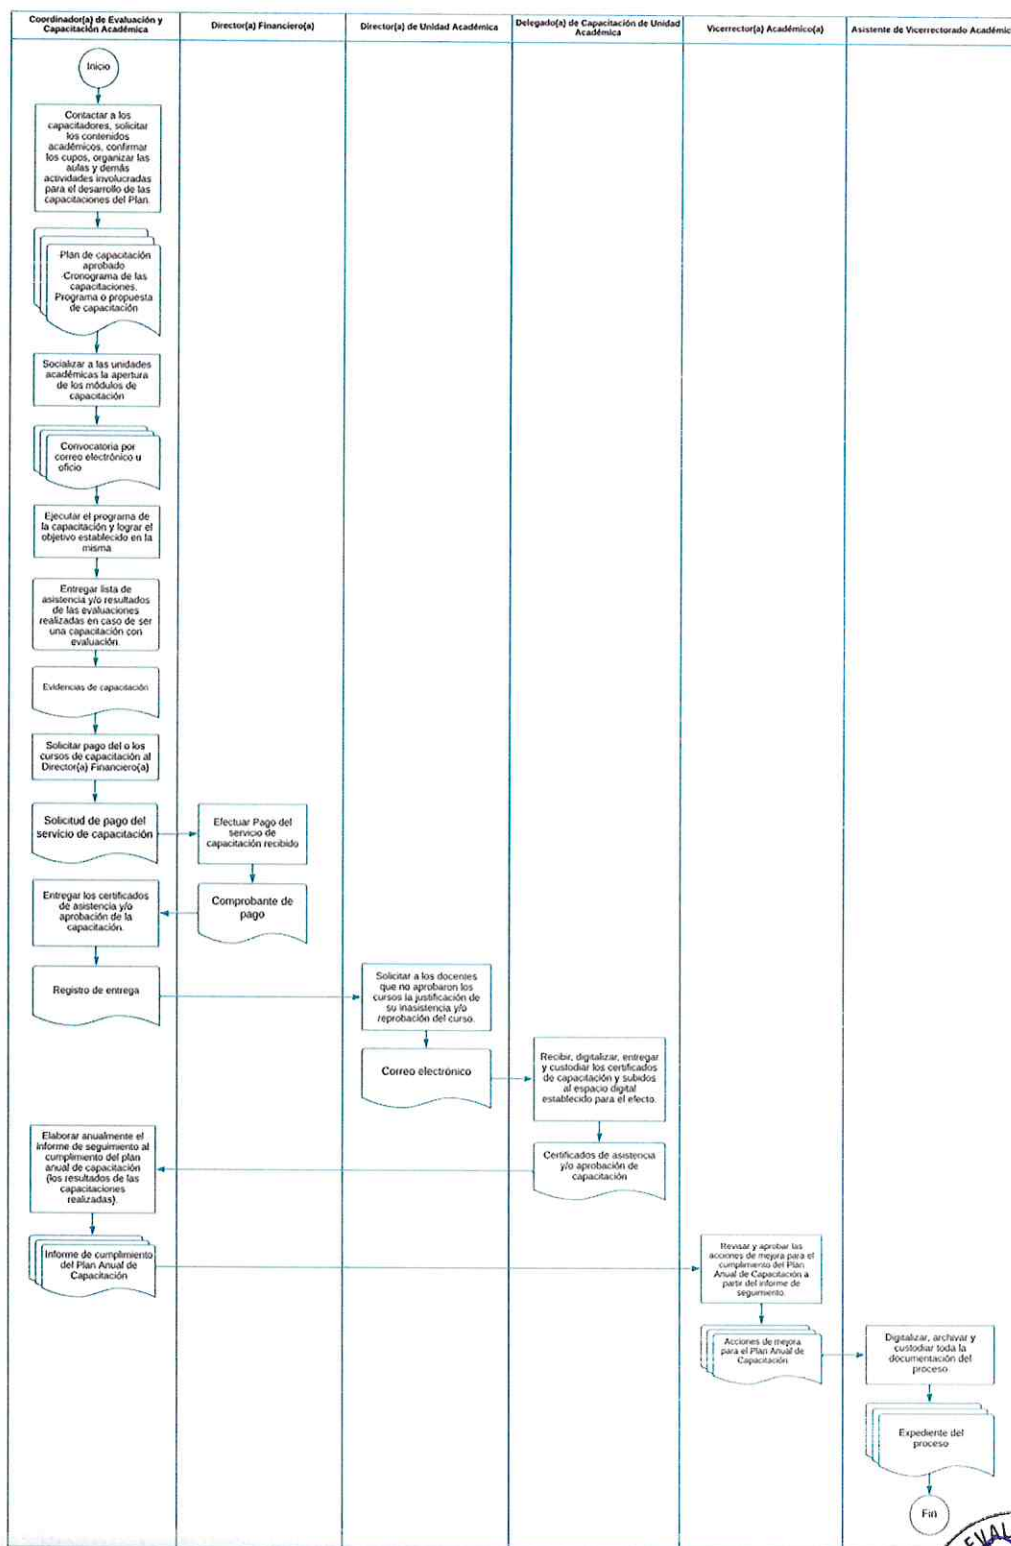 Coordinador(a) de Evaluación y
Capitación Académica
Director(a) Financiero(a)
Director(a) de Unidad Académica
Delegado(a) de Capacitación de Unidad
Académica
Vicerrector(a) Académico(a)
Asistente de Vicerrectorado Académic
Inicio
Contactar a los
capacitadores, solicitar
los contenidos
académicos, confirmar
los cupos, organizar las
aulas y demás
actividades involucradas
para el desarrollo de las
capacitaciones del Plan.
-Plan de capacitación
aprobado
-Cronograma de las
capacitaciones,
Programa o propuesta
de capacitación
Socializar a las unidades
académicas la apertura
de los módulos de
capacitación
Convocatoria por
correo electrónico u
oficio
Ejecutar el programa de
la capacitación y lograr el
objetivo establecido en la
misma
Entregar lista de
asistencia y/o resultados
de las evaluaciones
realizadas en caso de ser
una capacitación con
evaluación.
Evidencias de capacitación
Solicitar pago del o los
cursos de capacitación al
Director(a) Financiero(a)
Solicitud de pago del
servicio de capacitación
Efectuar Pago del
servicio de
capacitación recibido
Entregar los certificados
de asistencia y/o
aprobación de la
capacitación.
Comprobante de
pago
Registro de entrega
Solicitar a los docentes
que no aprobaron los
cursos la justificación de
su inasistencia y/o
reprobación del curso.
Correo electrónico
Recibir, digitalizar, entregar
y custodiar los certificados
de capacitación y subidos
al espacio digital
establecido para el efecto.
Elaborar anualmente el
informe de seguimiento al
cumplimiento del plan
anual de capacitación
(los resultados de las
capacitaciones
realizadas).
Certificados de asistencia
y/o aprobación de
capacitación
Informe de cumplimiento
del Plan Anual de
Capacitación
Revisar y aprobar las
acciones de mejora para el
cumplimiento del Plan
Anual de Capacitación a
partir del informe de
seguimiento.
Acciones de mejora
para el Plan Anual de
Capacitación
Digitalizar, archivar y
custodiar toda la
documentación del
proceso
Expediente del
proceso
Fin
EVAL